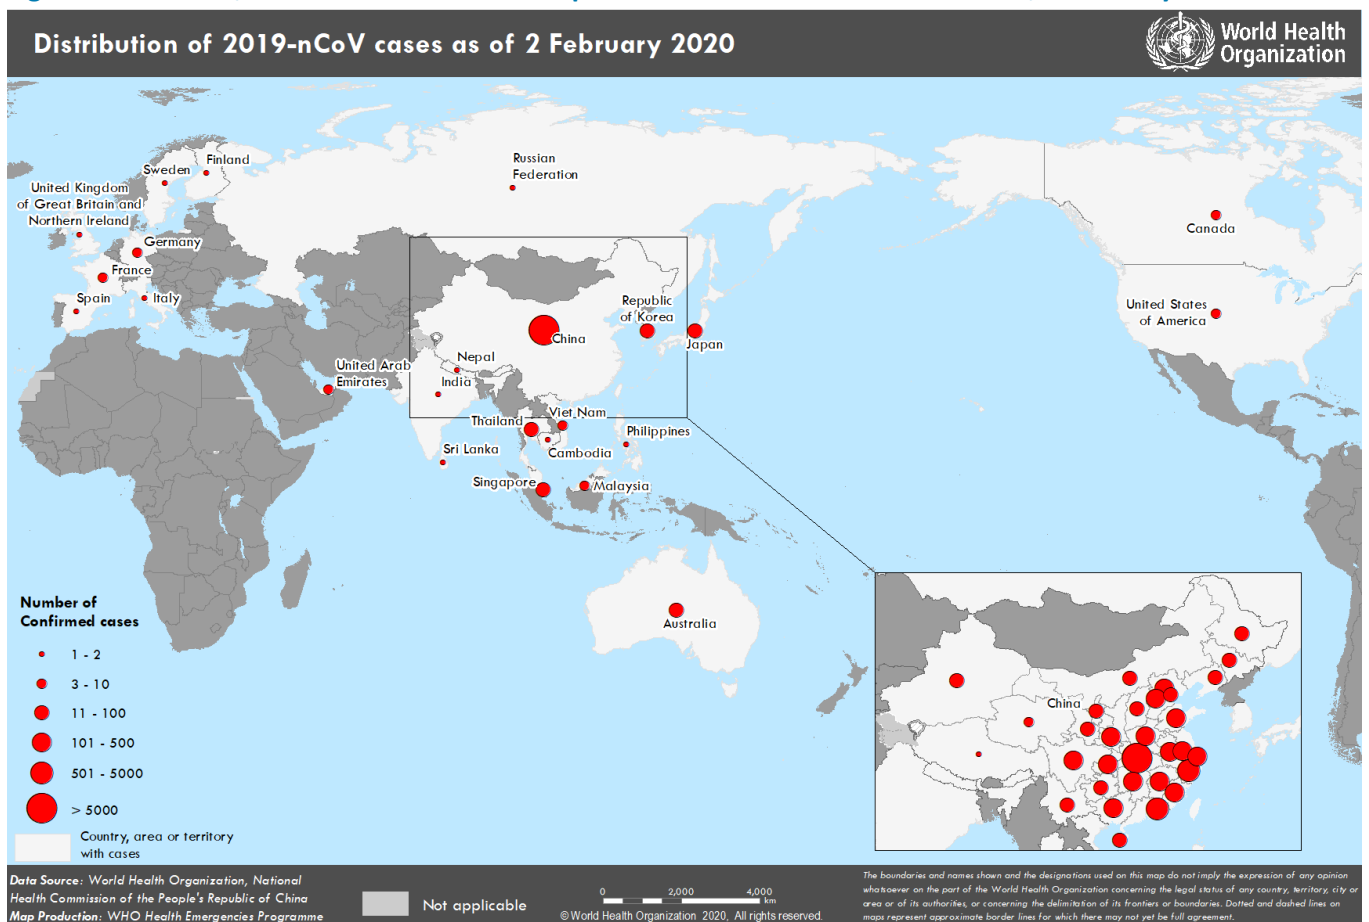 Distribution of 2019-nCoV cases as of 2 February 2020
World Health
Organization
Finland
Sweden
Russian
Federation
United Kingdom
of Great Britain and
Northern Ireland
Germany
France
Spain
Italy
Canada
United States
of America
Republic
of Korea
China
Japan
Nepal
India
United Arab
Emirates
Thailand
Viet Nam
Philippines
Cambodia
Sri Lanka
Singapore
Malaysia
Australia
China
Number of
Confirmed cases
1 - 2
3 - 10
11 - 100
101 - 500
501 - 5000
> 5000
Country, area or territory
with cases
Data Source: World Health Organization, National
Health Commission of the People's Republic of China
Map Production: WHO Health Emergencies Programme
Not applicable
0 2,000 4,000
km
© World Health Organization 2020, All rights reserved.
The boundaries and names shown and the designations used on this map do not imply the expression of any opinion
whatsoever on the part of the World Health Organization concerning the legal status of any country, territory, city or
area or of its authorities, or concerning the delimitation of its frontiers or boundaries. Dotted and dashed lines on
maps represent approximate border lines for which there may not yet be full agreement.